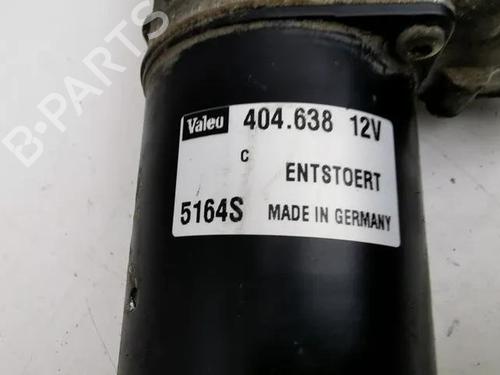 B-PARTS
Valeo 404.638 12V
C
ENTSTOERT
5164S MADE IN GERMANY